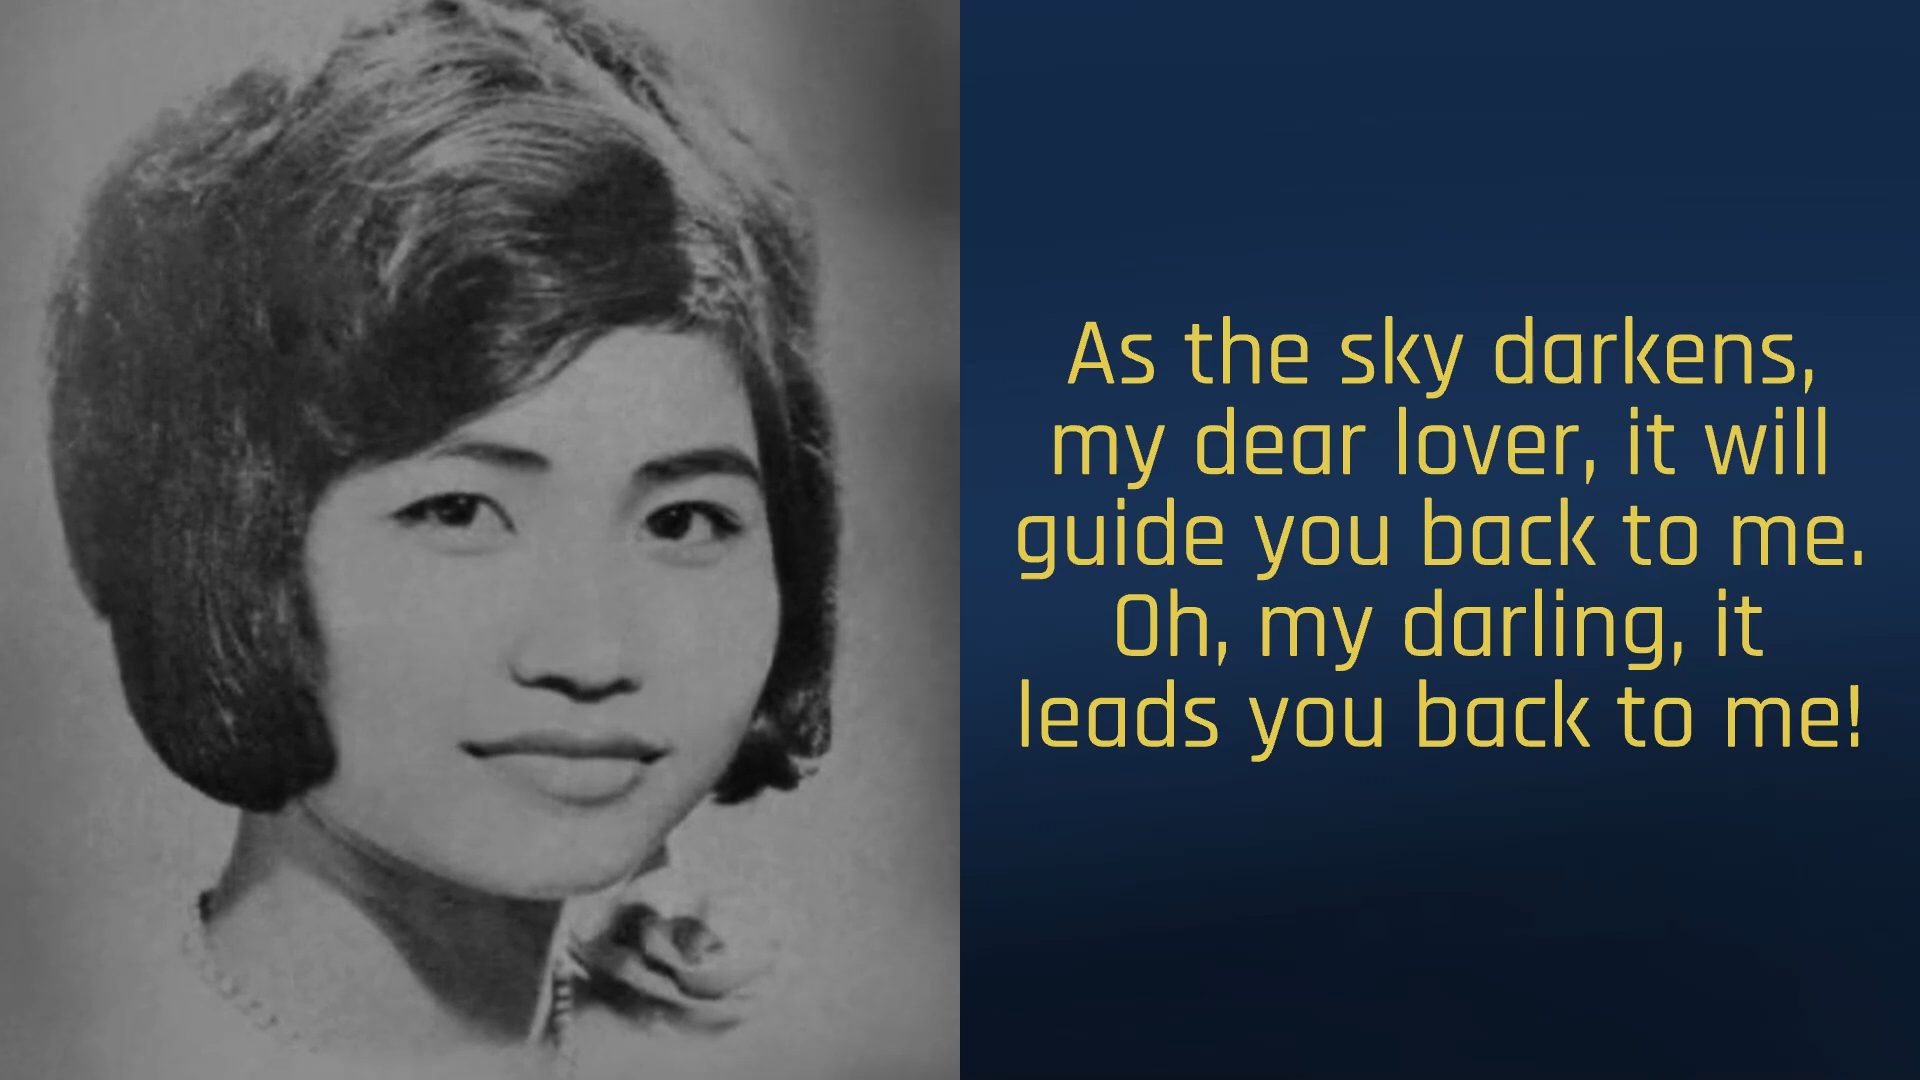 As the sky darkens,
my dear lover, it will
guide you back to me.
Oh, my darling, it
leads you back to me!